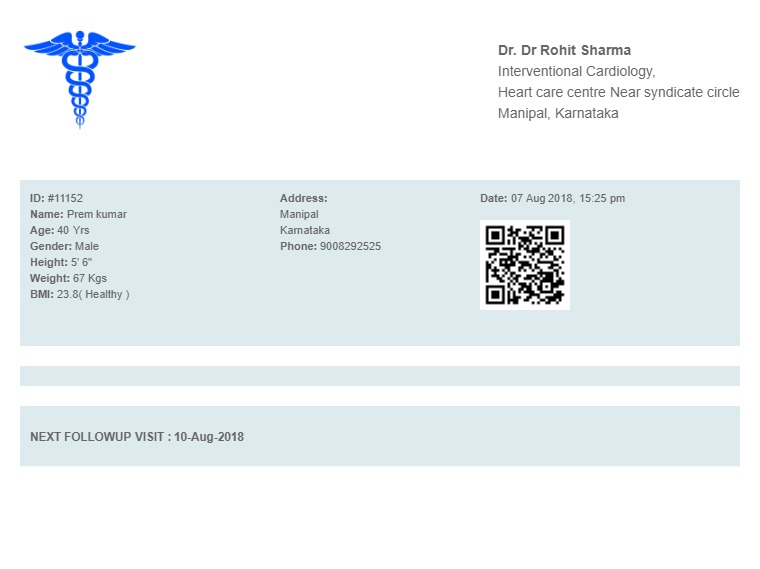 Dr. Dr Rohit Sharma
Interventional Cardiology,
Heart care centre Near syndicate circle
Manipal, Karnataka
ID: #11152
Name: Prem kumar
Age: 40 Yrs
Gender: Male
Height: 5' 6"
Weight: 67 Kgs
BMI: 23.8( Healthy )
Address:
Manipal
Karnataka
Phone: 9008292525
Date: 07 Aug 2018, 15:25 pm
NEXT FOLLOWUP VISIT : 10-Aug-2018